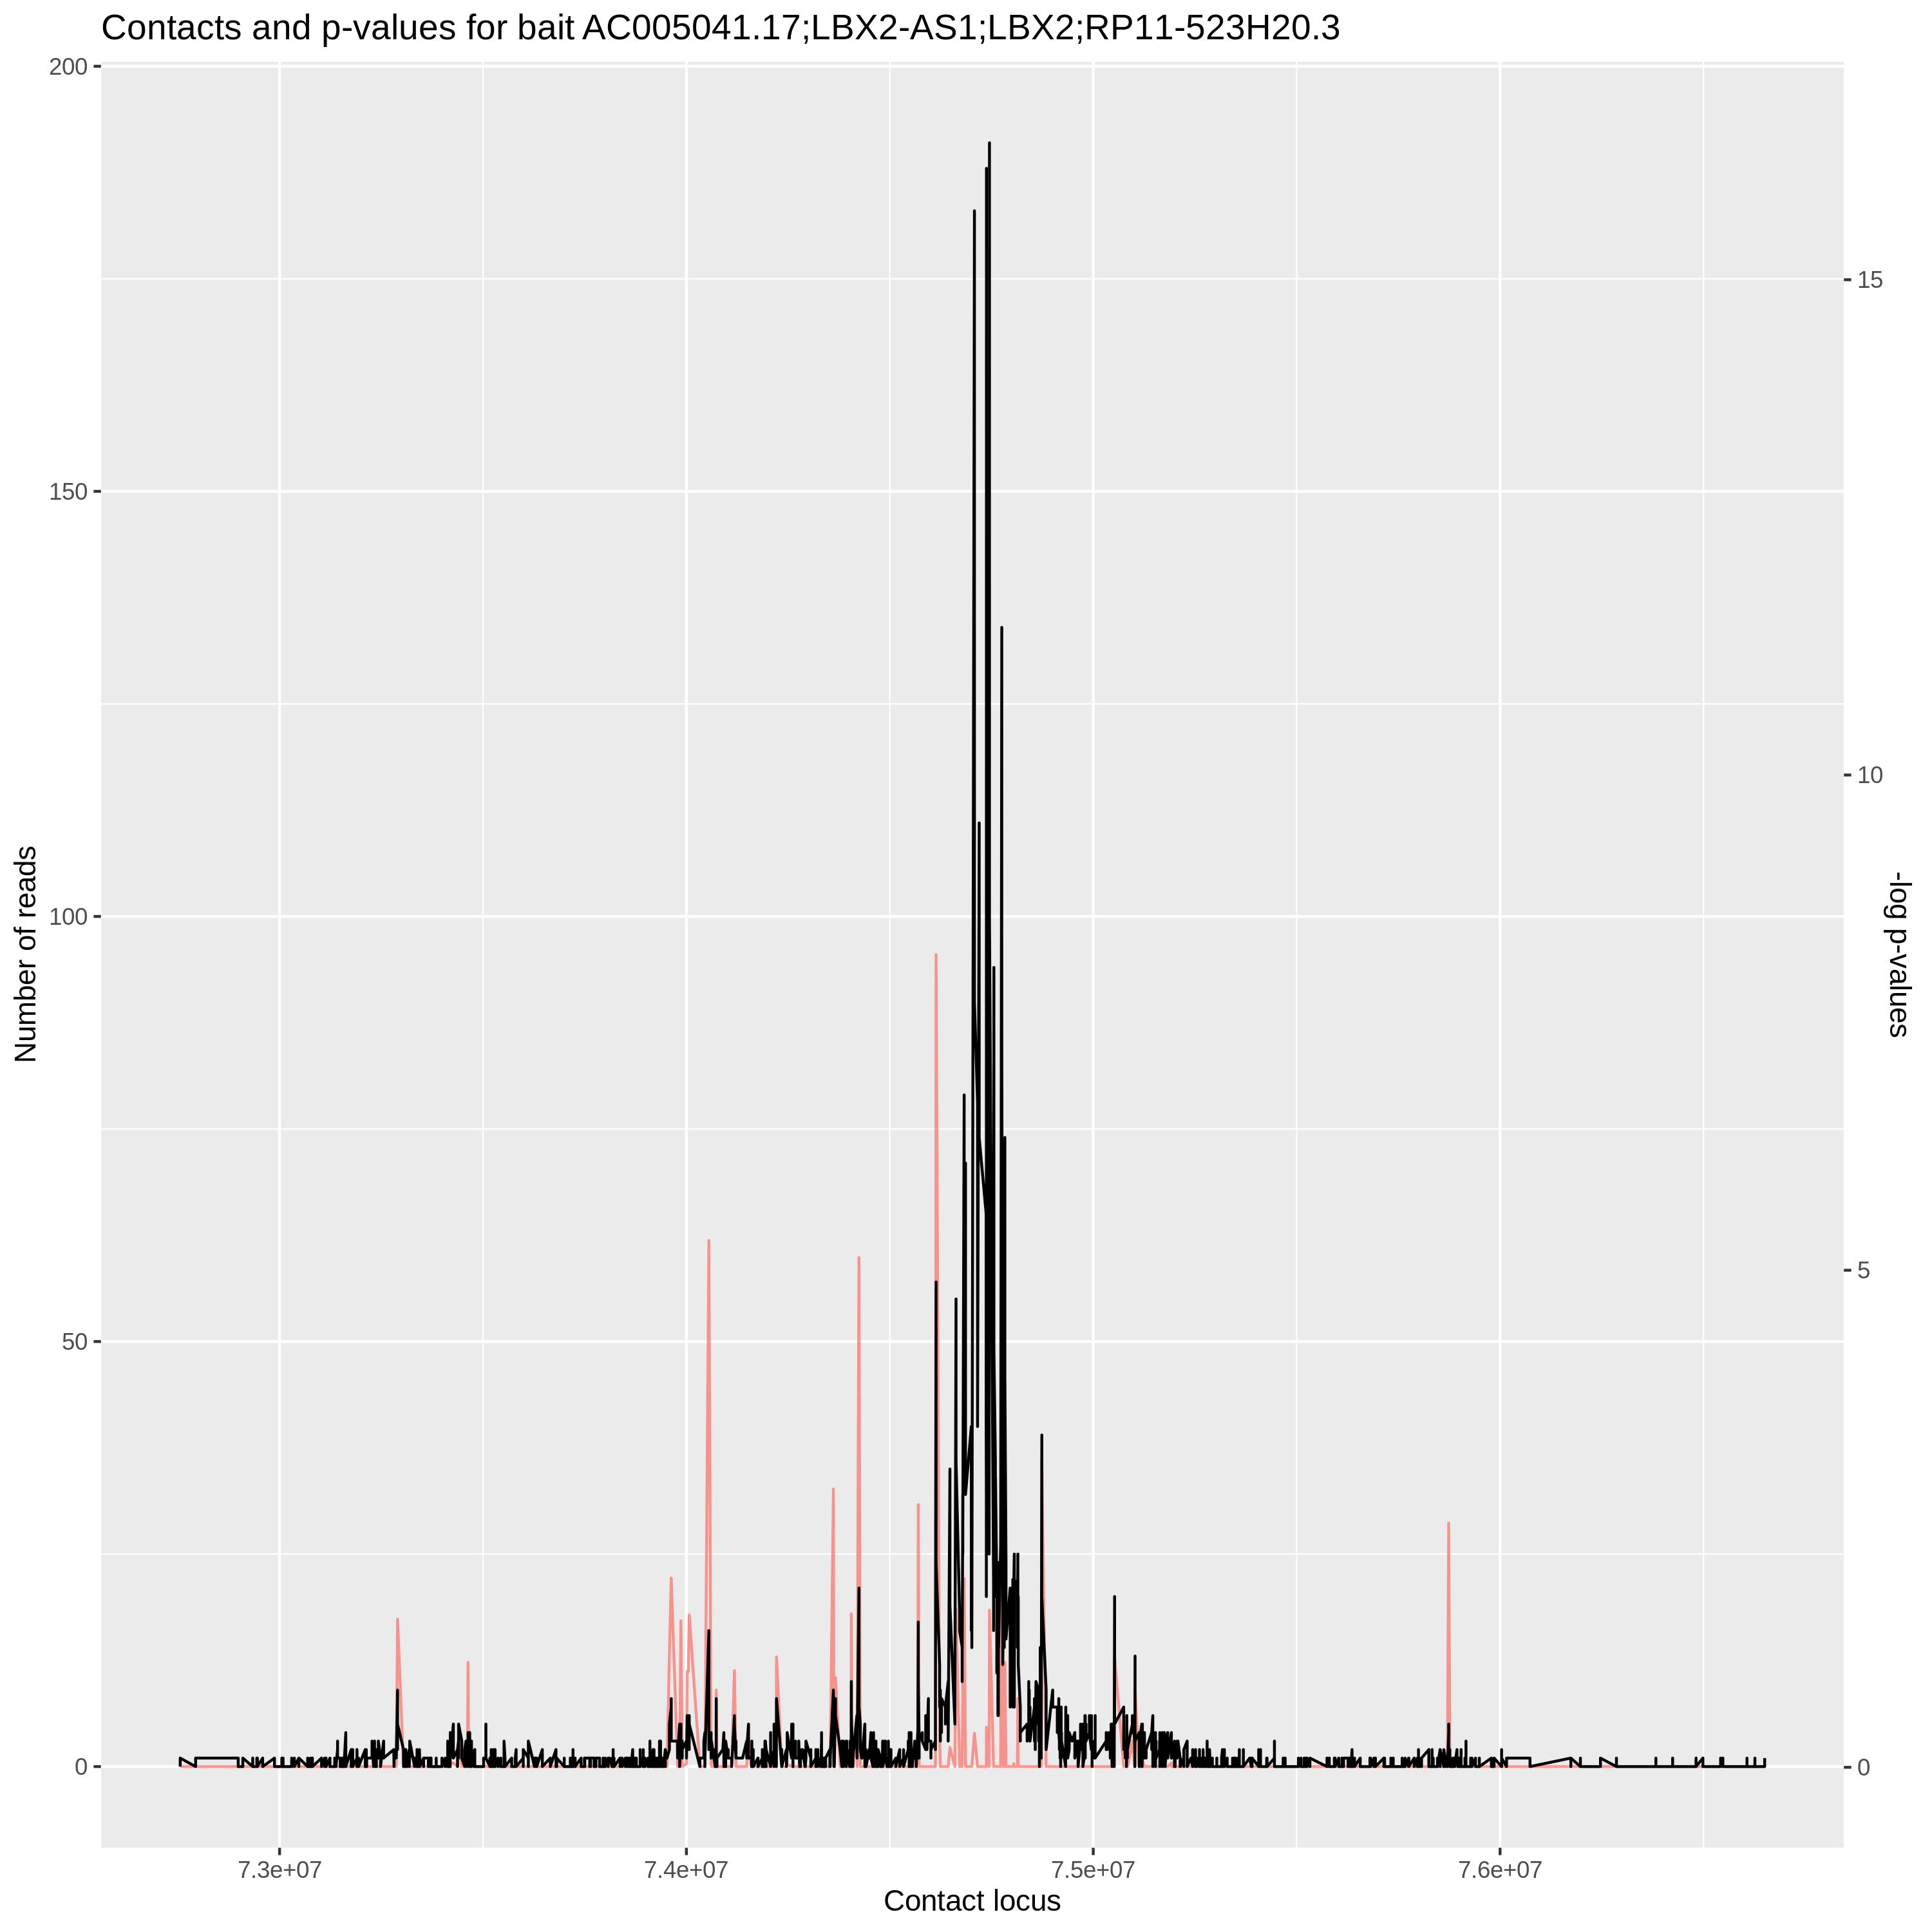 Contacts and p-values for bait AC005041.17;LBX2-AS1;LBX2;RP11-523H20.3
200
150
100
50
0
Number of reads
15
10
5
0
-log p-values
7.3e+07 7.4e+07 7.5e+07 7.6e+07
Contact locus